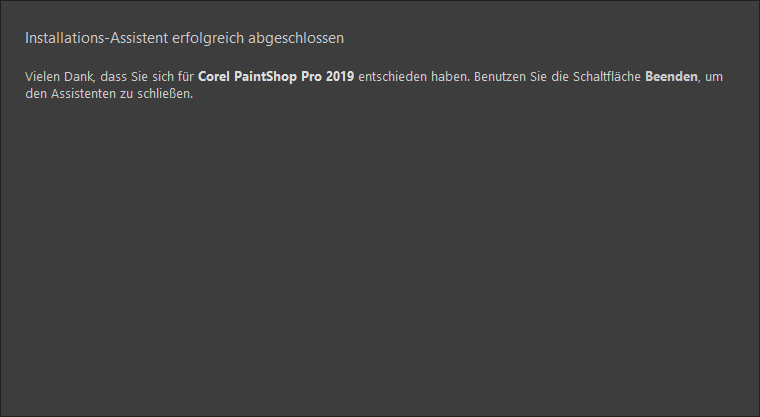 Installations-Assistent erfolgreich abgeschlossen
Vielen Dank, dass Sie sich für Corel PaintShop Pro 2019 entschieden haben. Benutzen Sie die Schaltfläche Beenden, um
den Assistenten zu schließen.